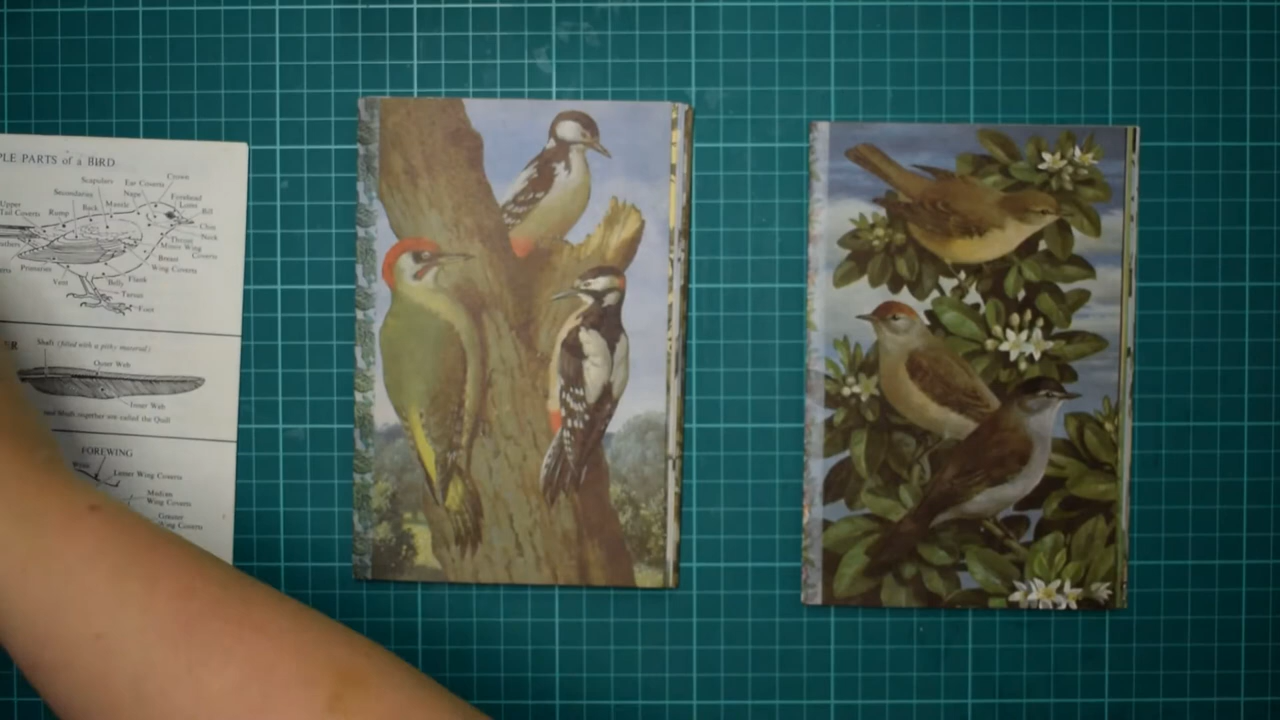 PLE PARTS of a BIRD
Crown
Scapulars
Ear Coverts
Secondaries
Nape
Forehead
Lores
Upper
Tail Coverts
Rump
Back
Mantle
Bill
Chin
Neck
Throat
Minor Wing
Coverts
Breast
Wing Coverts
Primaries
Vent
Belly
Flank
Tarsus
Foot
ER
Shaft (filled with a pithy material)
Outer Web
Inner Web
and Shaft together are called the Quill
FOREWING
Lesser Wing Coverts
Median
Wing Coverts
Greater
Wing Coverts